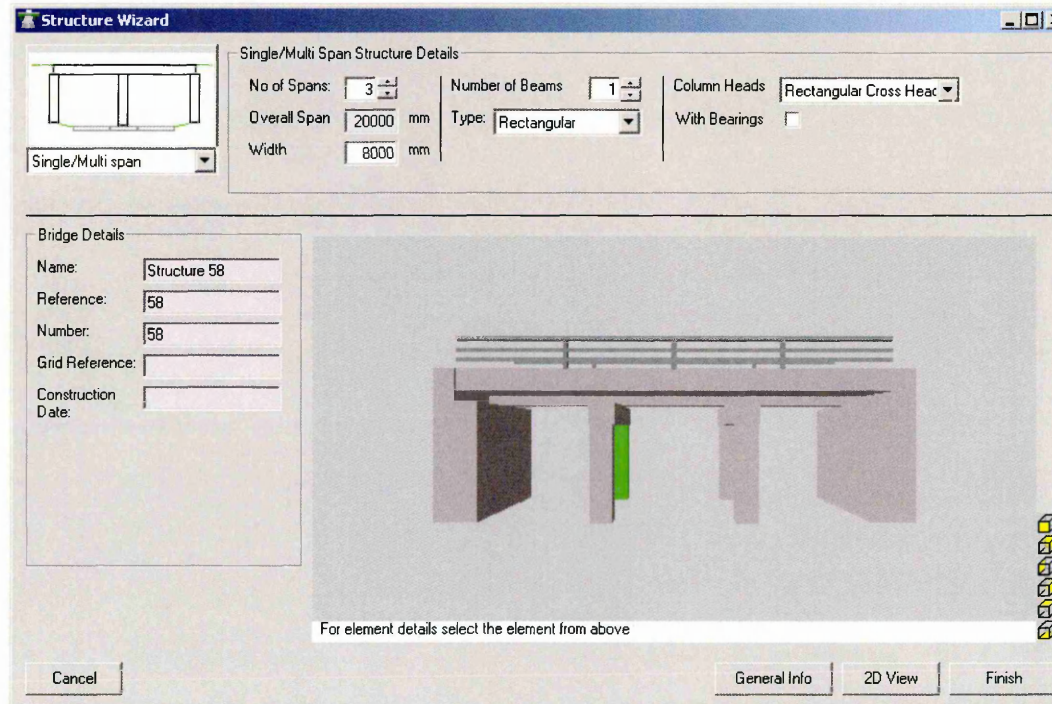 Structure Wizard
Single/Multi Span Structure Details
No of Spans: 3
Number of Beams 1
Column Heads Rectangular Cross Heac
Overall Span 20000 mm
Type: Rectangular
With Bearings
Width 8000 mm
Single/Multi span
Bridge Details
Name: Structure 58
Reference: 58
Number: 58
Grid Reference:
Construction
Date:
For element details select the element from above
Cancel
General Info
2D View
Finish